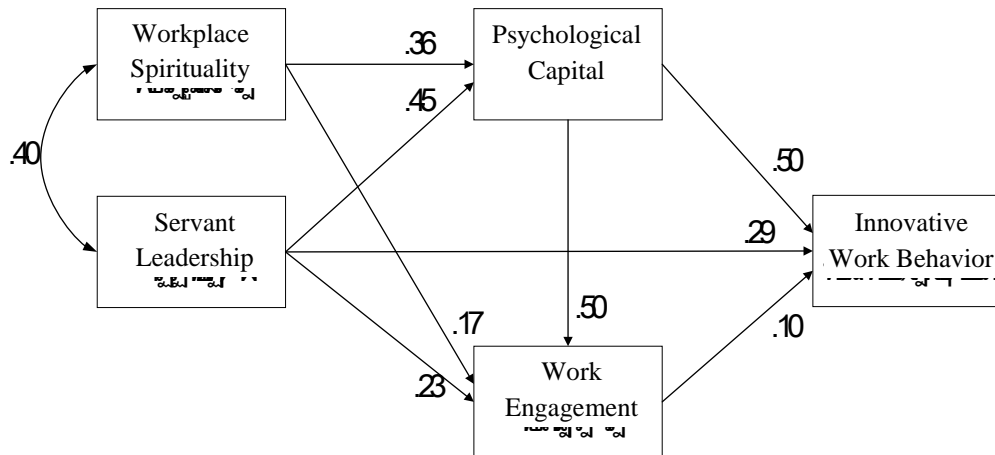 Workplace
Spirituality
Psychological
Capital
.36
.45
.40
.50
Servant
Leadership
.29
Innovative
Work Behavior
.17
.50
.10
.23
Work
Engagement